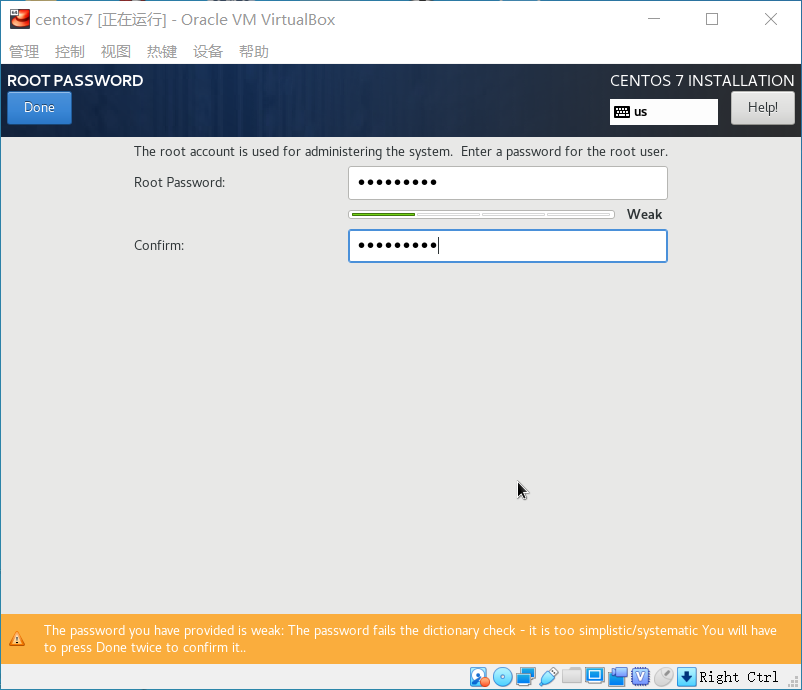 centos7 [正在运行] - Oracle VM VirtualBox
管理 控制 视图 热键 设备 帮助
ROOT PASSWORD
CENTOS 7 INSTALLATION
Done
us
Help!
The root account is used for administering the system. Enter a password for the root user.
Root Password:
•••••••••
Weak
Confirm:
•••••••••
The password you have provided is weak: The password fails the dictionary check - it is too simplistic/systematic You will have
to press Done twice to confirm it..
Right Ctrl